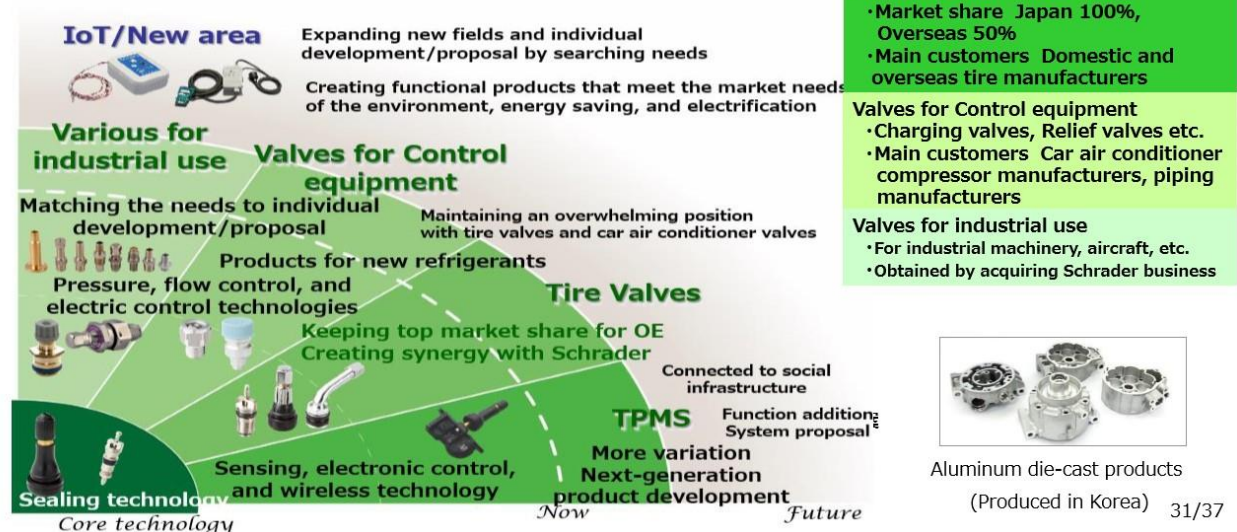 IoT/New area
Expanding new fields and individual
development/proposal by searching needs
Creating functional products that meet the market needs
of the environment, energy saving, and electrification
Various for
industrial use
Valves for Control
equipment
Matching the needs to individual
development/proposal
Maintaining an overwhelming position
with tire valves and car air conditioner valves
Products for new refrigerants
Pressure, flow control, and
electric control technologies
Tire Valves
Keeping top market share for OE
Creating synergy with Schrader
Connected to social
infrastructure
TPMS
Function addition
System proposal
More variation
Next-generation
product development
Sensing, electronic control,
and wireless technology
Sealing technology
Core technology
Now
Future
・Market share Japan 100%,
Overseas 50%
・Main customers Domestic and
overseas tire manufacturers
Valves for Control equipment
・Charging valves, Relief valves etc.
・Main customers Car air conditioner
compressor manufacturers, piping
manufacturers
Valves for industrial use
・For industrial machinery, aircraft, etc.
・Obtained by acquiring Schrader business
Aluminum die-cast products
(Produced in Korea)
31/37